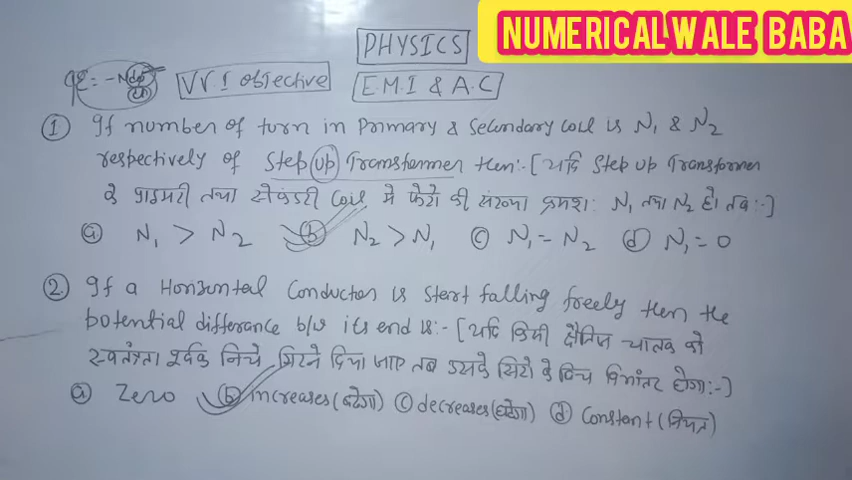 NUMERICAL WALE BABA
PHYSICS
V.V.I objective
E.M.I & A.C
① If number of turn in Primary & Secondary coil is N₁ & N₂
respectively of Step up Transformer then:-[यदि Step up Transformer
के प्राइमरी तथा सेकेंडरी Coil मे फेरो की संख्या क्रमश: N₁ तथा N₂ हो तब:-]
ⓐ N₁ > N₂ ⓑ N₂ > N₁ ⓒ N₁ = N₂ ⓓ N₁ = 0
② If a Horizontal Conductor is start falling freely then the
potential difference b/w its end is:-[यदि किसी क्षैतिज चालक को
स्वतंत्रता पूर्वक निचे गिरने दिया जाए तब उसके सिरो के बिच विभांतर होगा:-]
ⓐ Zero ⓑ increases (बढेगा) ⓒ decreases (घटेगा) ⓓ Constant (नियत)